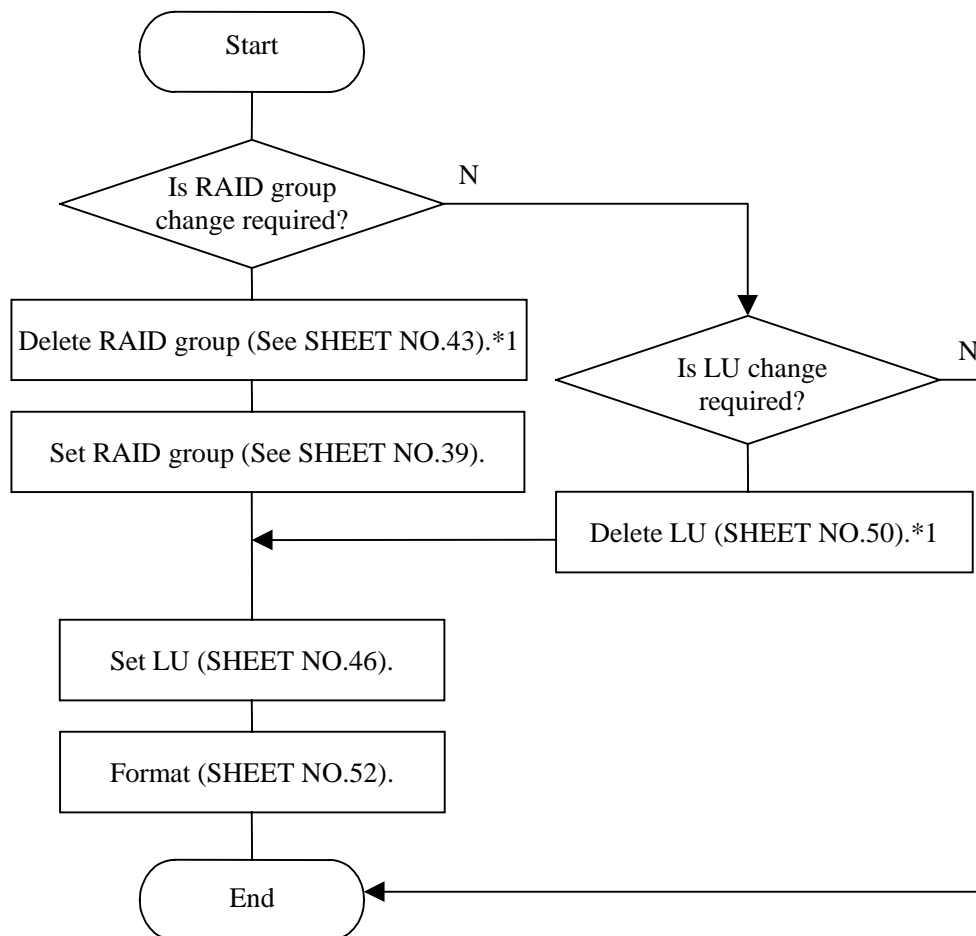 Start
Is RAID group
change required?
N
Delete RAID group (See SHEET NO.43).*1
Is LU change
required?
N
Set RAID group (See SHEET NO.39).
Delete LU (SHEET NO.50).*1
Set LU (SHEET NO.46).
Format (SHEET NO.52).
End